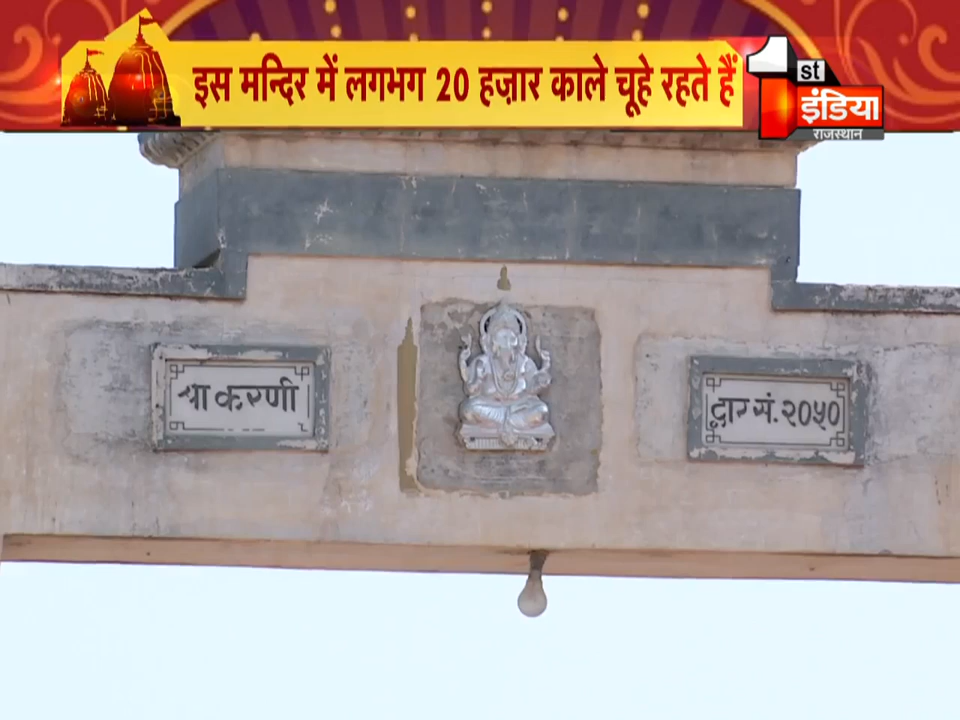 इस मन्दिर में लगभग 20 हज़ार काले चूहे रहते हैं
1st
इंडिया
राजस्थान
श्री करणी
द्वार सं. २०५०